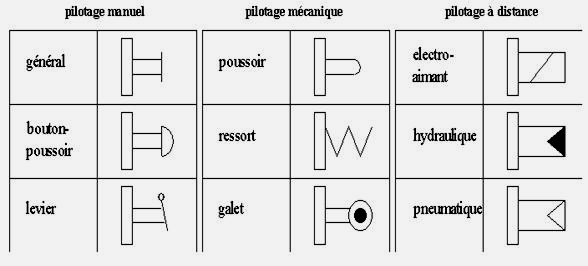 pilotage manuel
général
bouton-
poussoir
levier
pilotage mécanique
poussoir
ressort
galet
pilotage à distance
electro-
aimant
hydraulique
pneumatique